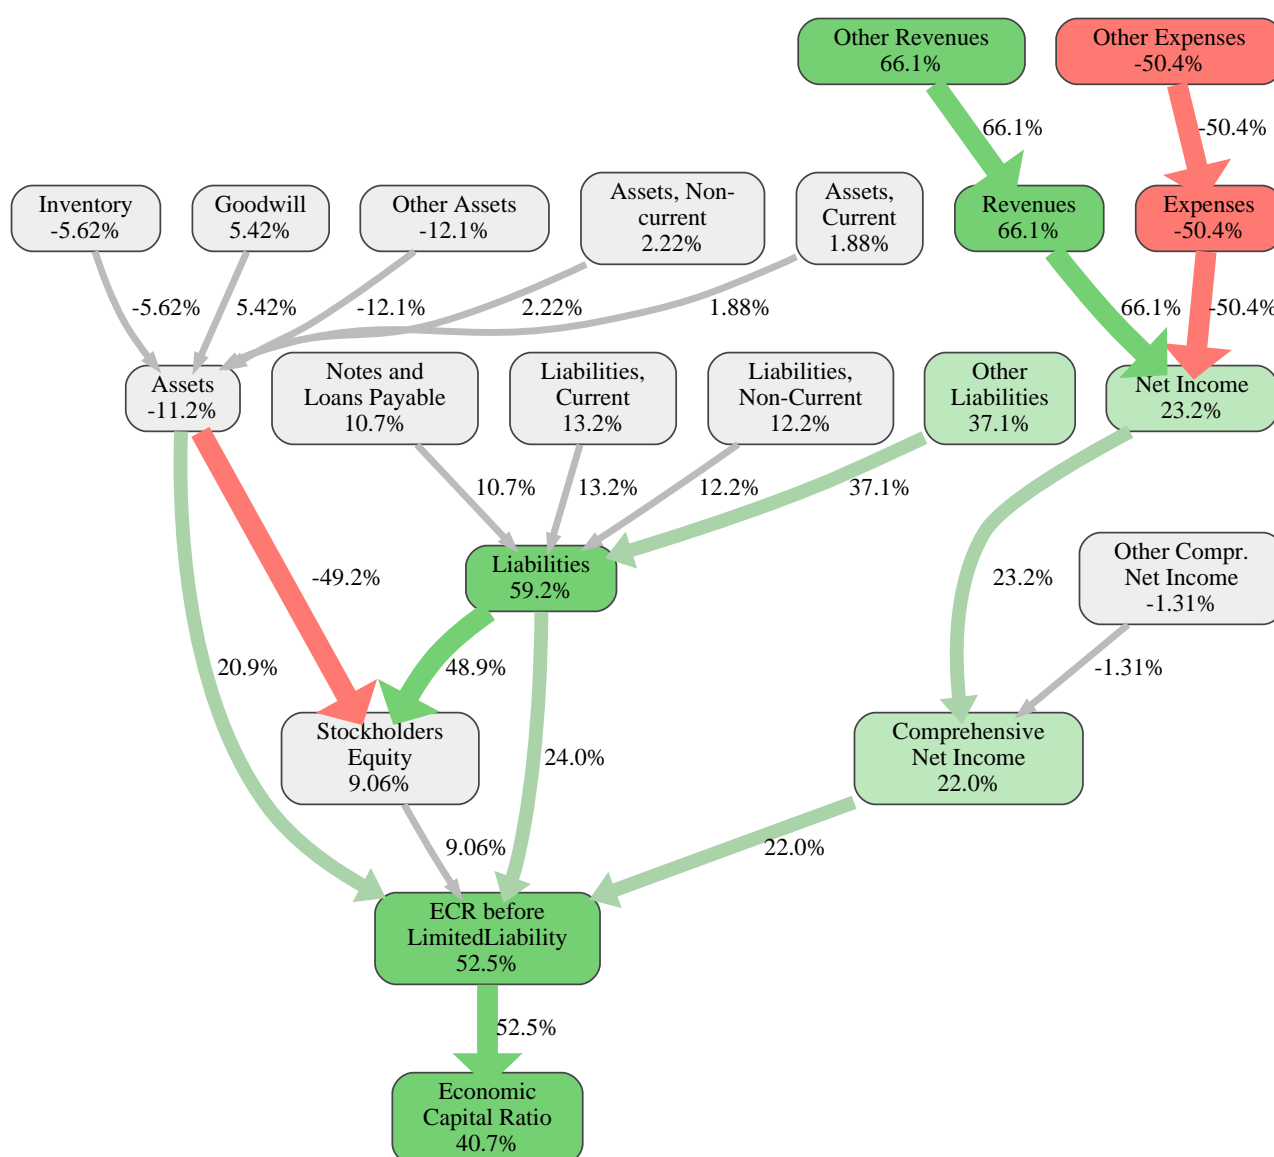 Other Revenues
66.1%
Other Expenses
-50.4%
66.1%
-50.4%
Inventory
-5.62%
Goodwill
5.42%
Other Assets
-12.1%
Assets, Non-
current
2.22%
Assets,
Current
1.88%
Revenues
66.1%
Expenses
-50.4%
-5.62%
5.42%
-12.1%
2.22%
1.88%
66.1%
-50.4%
Assets
-11.2%
Notes and
Loans Payable
10.7%
Liabilities,
Current
13.2%
Liabilities,
Non-Current
12.2%
Other
Liabilities
37.1%
Net Income
23.2%
10.7%
13.2%
12.2%
37.1%
Liabilities
59.2%
-49.2%
23.2%
Other Compr.
Net Income
-1.31%
20.9%
48.9%
-1.31%
Stockholders
Equity
9.06%
24.0%
Comprehensive
Net Income
22.0%
9.06%
22.0%
ECR before
LimitedLiability
52.5%
52.5%
Economic
Capital Ratio
40.7%